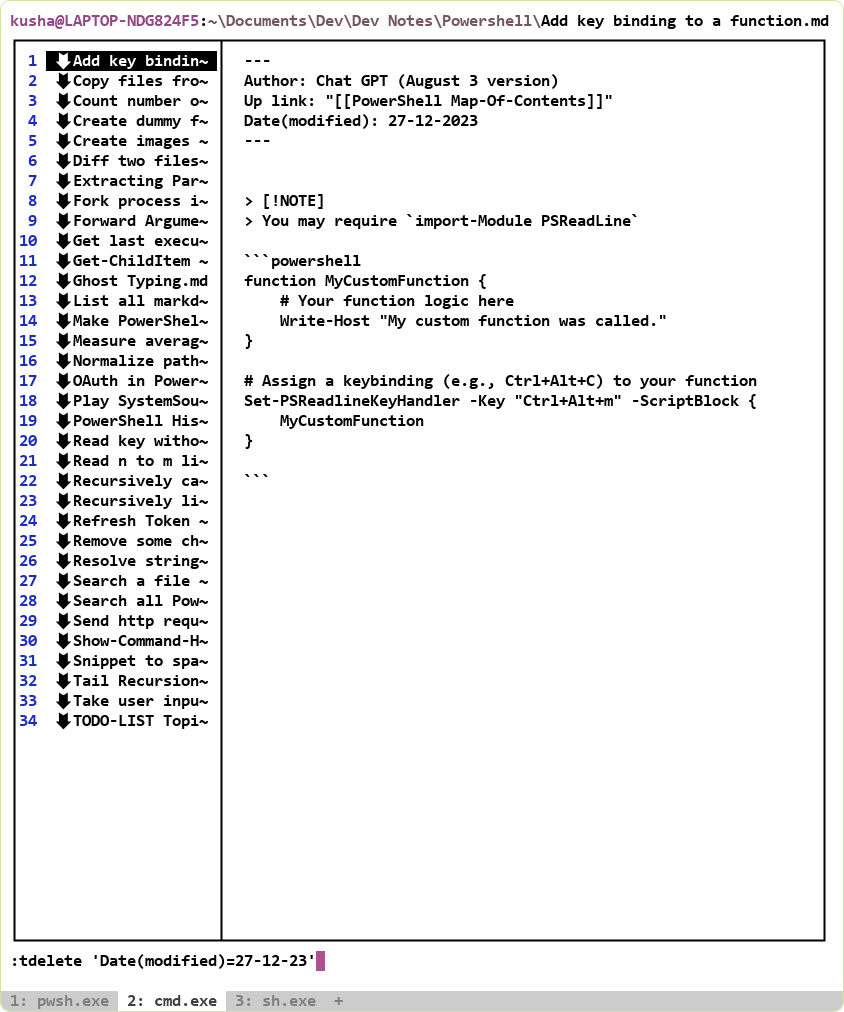 kusha@LAPTOP-NDG824F5:~\Documents\Dev\Dev Notes\Powershell\Add key binding to a function.md
1 Add key bindin~
2 Copy files fro~
3 Count number o~
4 Create dummy f~
5 Create images ~
6 Diff two files~
7 Extracting Par~
8 Fork process i~
9 Forward Argume~
10 Get last execu~
11 Get-ChildItem ~
12 Ghost Typing.md
13 List all markd~
14 Make PowerShel~
15 Measure averag~
16 Normalize path~
17 OAuth in Power~
18 Play SystemSou~
19 PowerShell His~
20 Read key witho~
21 Read n to m li~
22 Recursively ca~
23 Recursively li~
24 Refresh Token ~
25 Remove some ch~
26 Resolve string~
27 Search a file ~
28 Search all Pow~
29 Send http requ~
30 Show-Command-H~
31 Snippet to spa~
32 Tail Recursion~
33 Take user inpu~
34 TODO-LIST Topi~
---
Author: Chat GPT (August 3 version)
Up link: "[[PowerShell Map-Of-Contents]]"
Date(modified): 27-12-2023
---
> [!NOTE]
> You may require `import-Module PSReadLine`
```powershell
function MyCustomFunction {
    # Your function logic here
    Write-Host "My custom function was called."
}
# Assign a keybinding (e.g., Ctrl+Alt+C) to your function
Set-PSReadlineKeyHandler -Key "Ctrl+Alt+m" -ScriptBlock {
    MyCustomFunction
}
```
:tdelete 'Date(modified)=27-12-23'
1: pwsh.exe 2: cmd.exe 3: sh.exe +